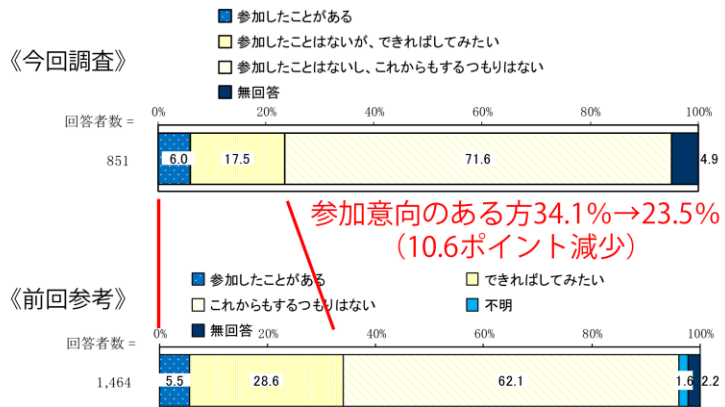 参加したことがある
参加したことはないが、できればしてみたい
参加したことはないし、これからもするつもりはない
無回答
《今回調査》
回答者数 =
0% 20% 40% 60% 80% 100%
851 6.0 17.5 71.6 4.9
参加意向のある方34.1%→23.5%
（10.6ポイント減少）
《前回参考》
参加したことがある できればしてみたい
これからもするつもりはない 不明
無回答
回答者数 =
0% 20% 40% 60% 80% 100%
1,464 5.5 28.6 62.1 1.6 2.2